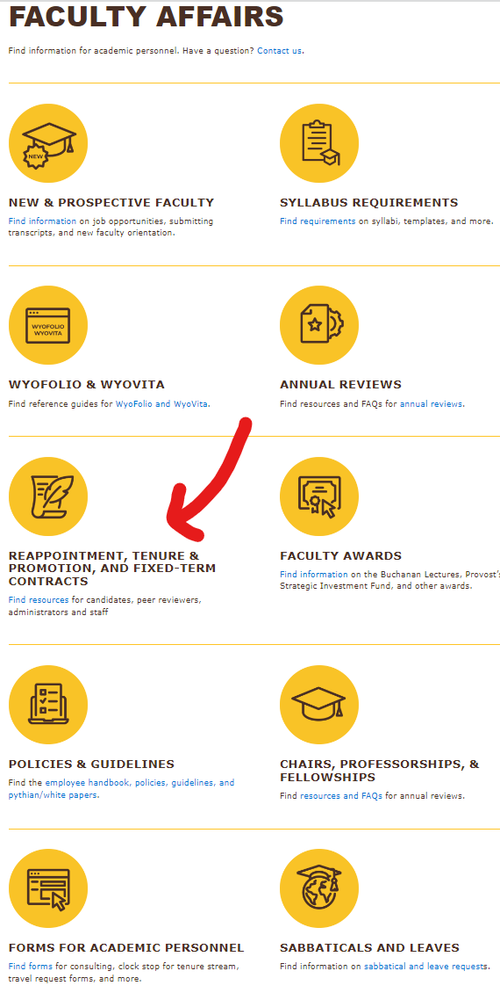 FACULTY AFFAIRS
Find information for academic personnel. Have a question? Contact us.
NEW
NEW & PROSPECTIVE FACULTY
Find information on job opportunities, submitting
transcripts, and new faculty orientation.
SYLLABUS REQUIREMENTS
Find requirements on syllabi, templates, and more.
WYOFOLIO
WYOVITA
WYOFOLIO & WYOVITA
Find reference guides for WyoFolio and WyoVita.
ANNUAL REVIEWS
Find resources and FAQs for annual reviews.
REAPPOINTMENT, TENURE &
PROMOTION, AND FIXED-TERM
CONTRACTS
Find resources for candidates, peer reviewers,
administrators and staff
FACULTY AWARDS
Find information on the Buchanan Lectures, Provost's
Strategic Investment Fund, and other awards.
POLICIES & GUIDELINES
Find the employee handbook, policies, guidelines, and
pythian/white papers.
CHAIRS, PROFESSORSHIPS, &
FELLOWSHIPS
Find resources and FAQs for annual reviews.
FORMS FOR ACADEMIC PERSONNEL
Find forms for consulting, clock stop for tenure stream,
travel request forms, and more.
SABBATICALS AND LEAVES
Find information on sabbatical and leave requests.